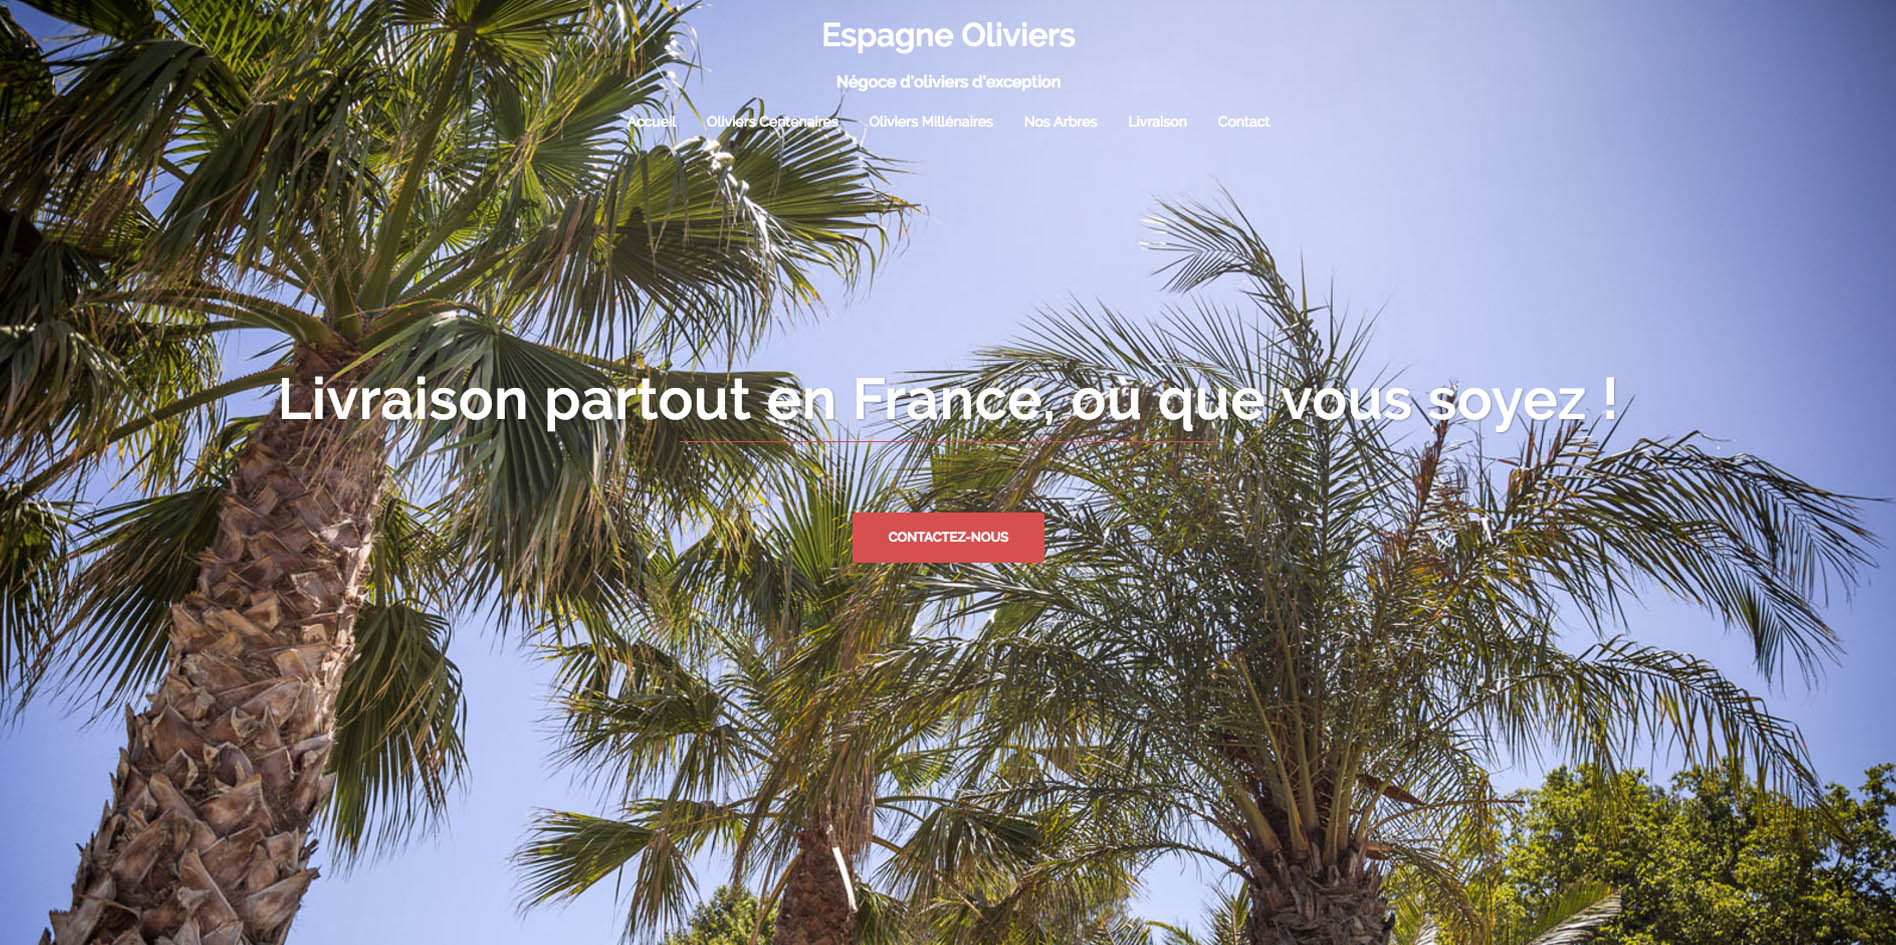 Espagne Oliviers
Négoce d'oliviers d'exception
Accueil Oliviers Centenaires Oliviers Millénaires Nos Arbres Livraison Contact
Livraison partout en France, où que vous soyez !
CONTACTEZ-NOUS